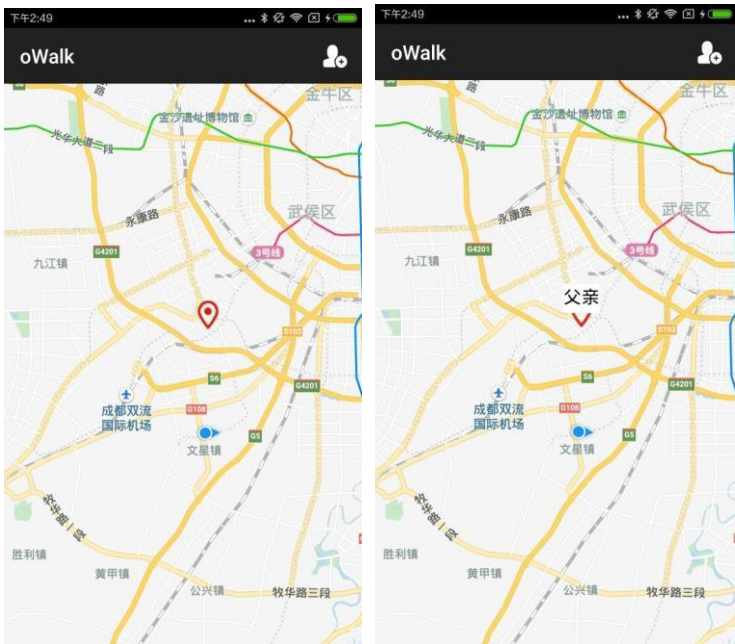 下午2:49
oWalk
路
金牛区
金沙遗址博物馆
光华大道二段
永康路
武侯区
3号线
九江镇
G4201
S103
S6
G4201
成都双流
国际机场
G108
G5
文星镇
牧华路一段
胜利镇
黄甲镇
公兴镇
牧华路三段
下午2:49
oWalk
路
金牛区
金沙遗址博物馆
光华大道二段
永康路
武侯区
3号线
九江镇
G4201
父亲
S103
S6
G4201
成都双流
国际机场
G108
G5
文星镇
牧华路一段
胜利镇
黄甲镇
公兴镇
牧华路三段